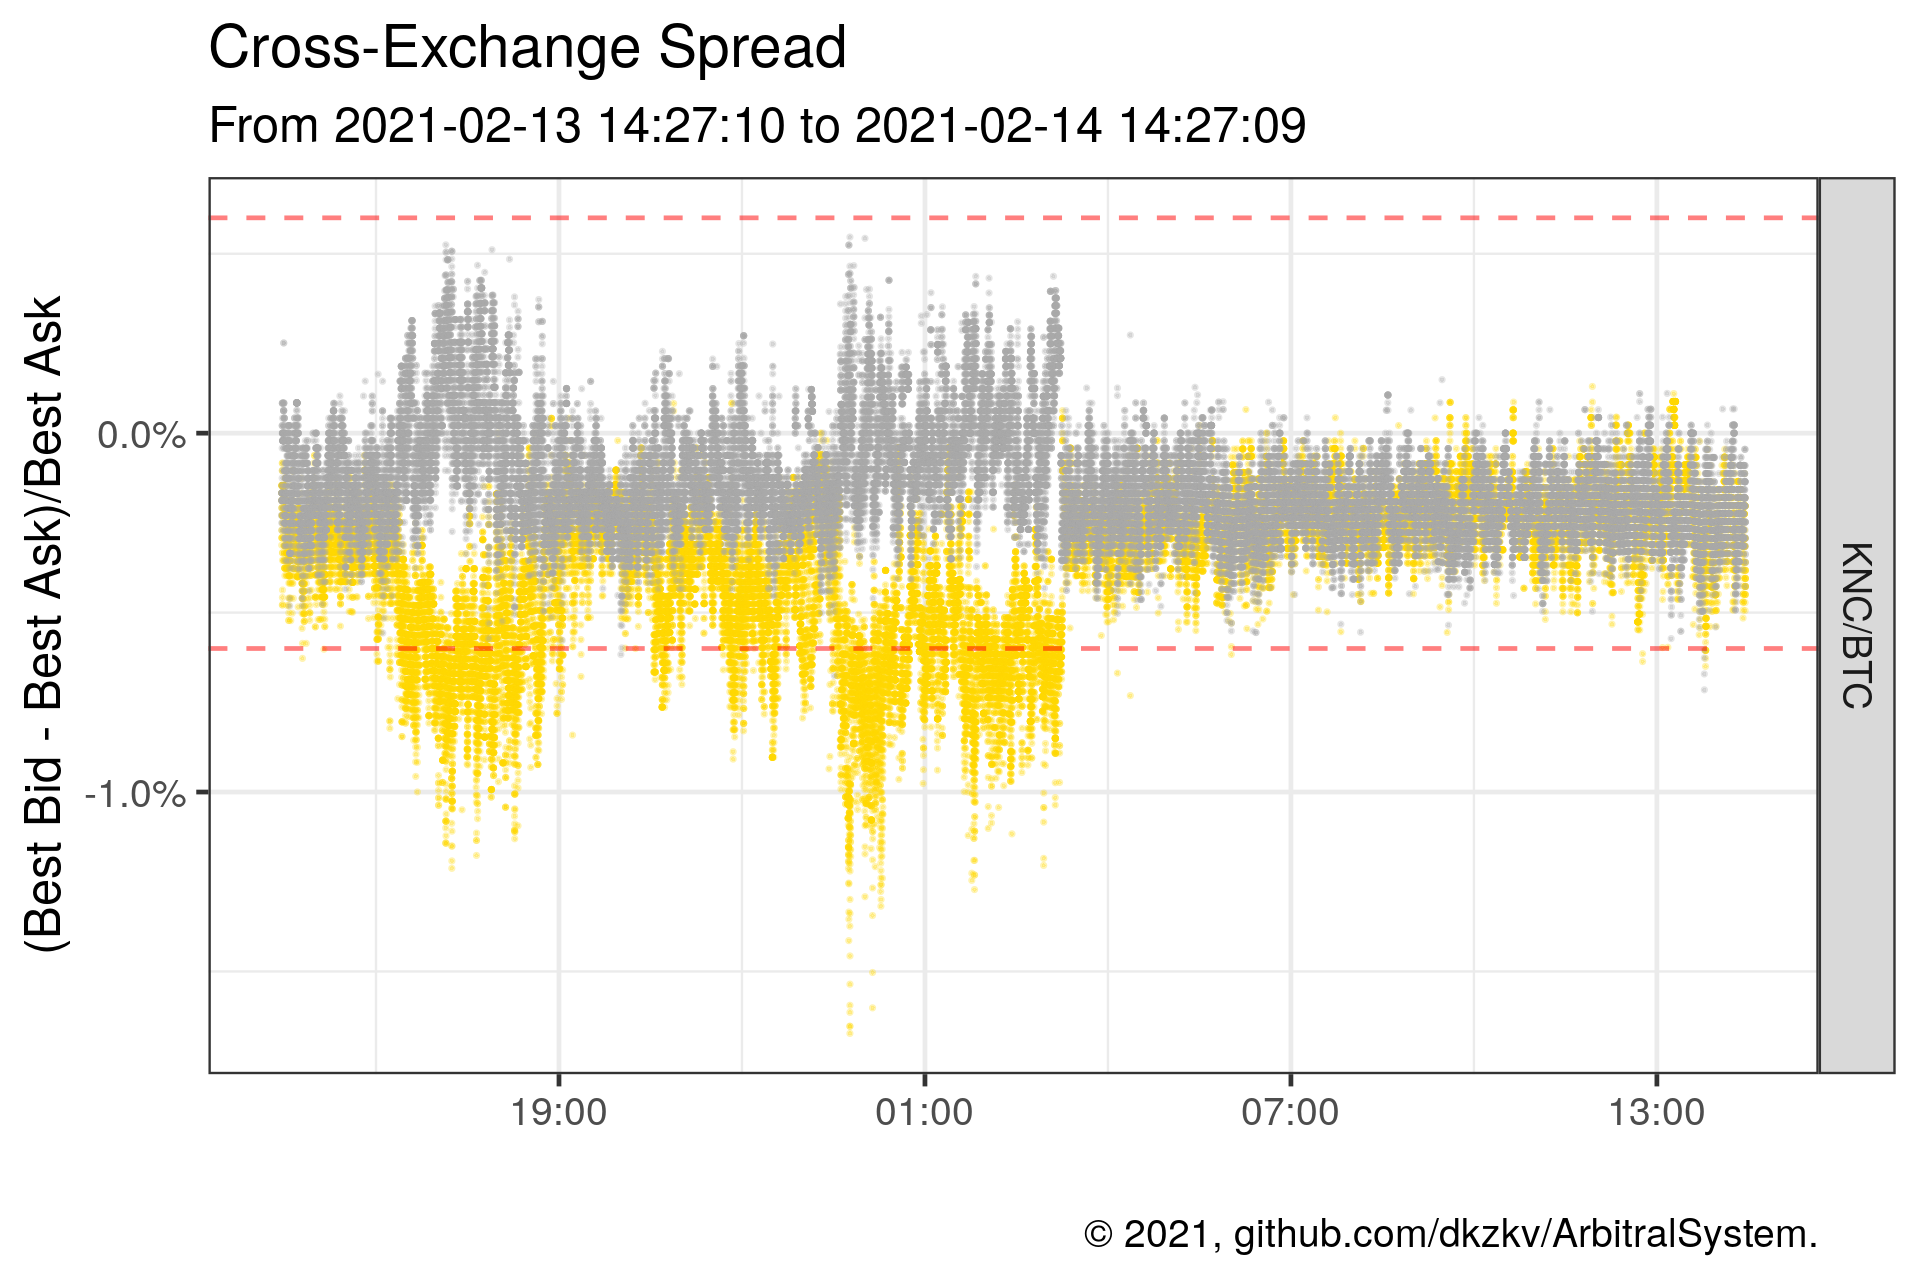 Cross-Exchange Spread
From 2021-02-13 14:27:10 to 2021-02-14 14:27:09
(Best Bid - Best Ask)/Best Ask
0.0%
-1.0%
KNC/BTC
19:00
01:00
07:00
13:00
© 2021, github.com/dkzkv/ArbitralSystem.